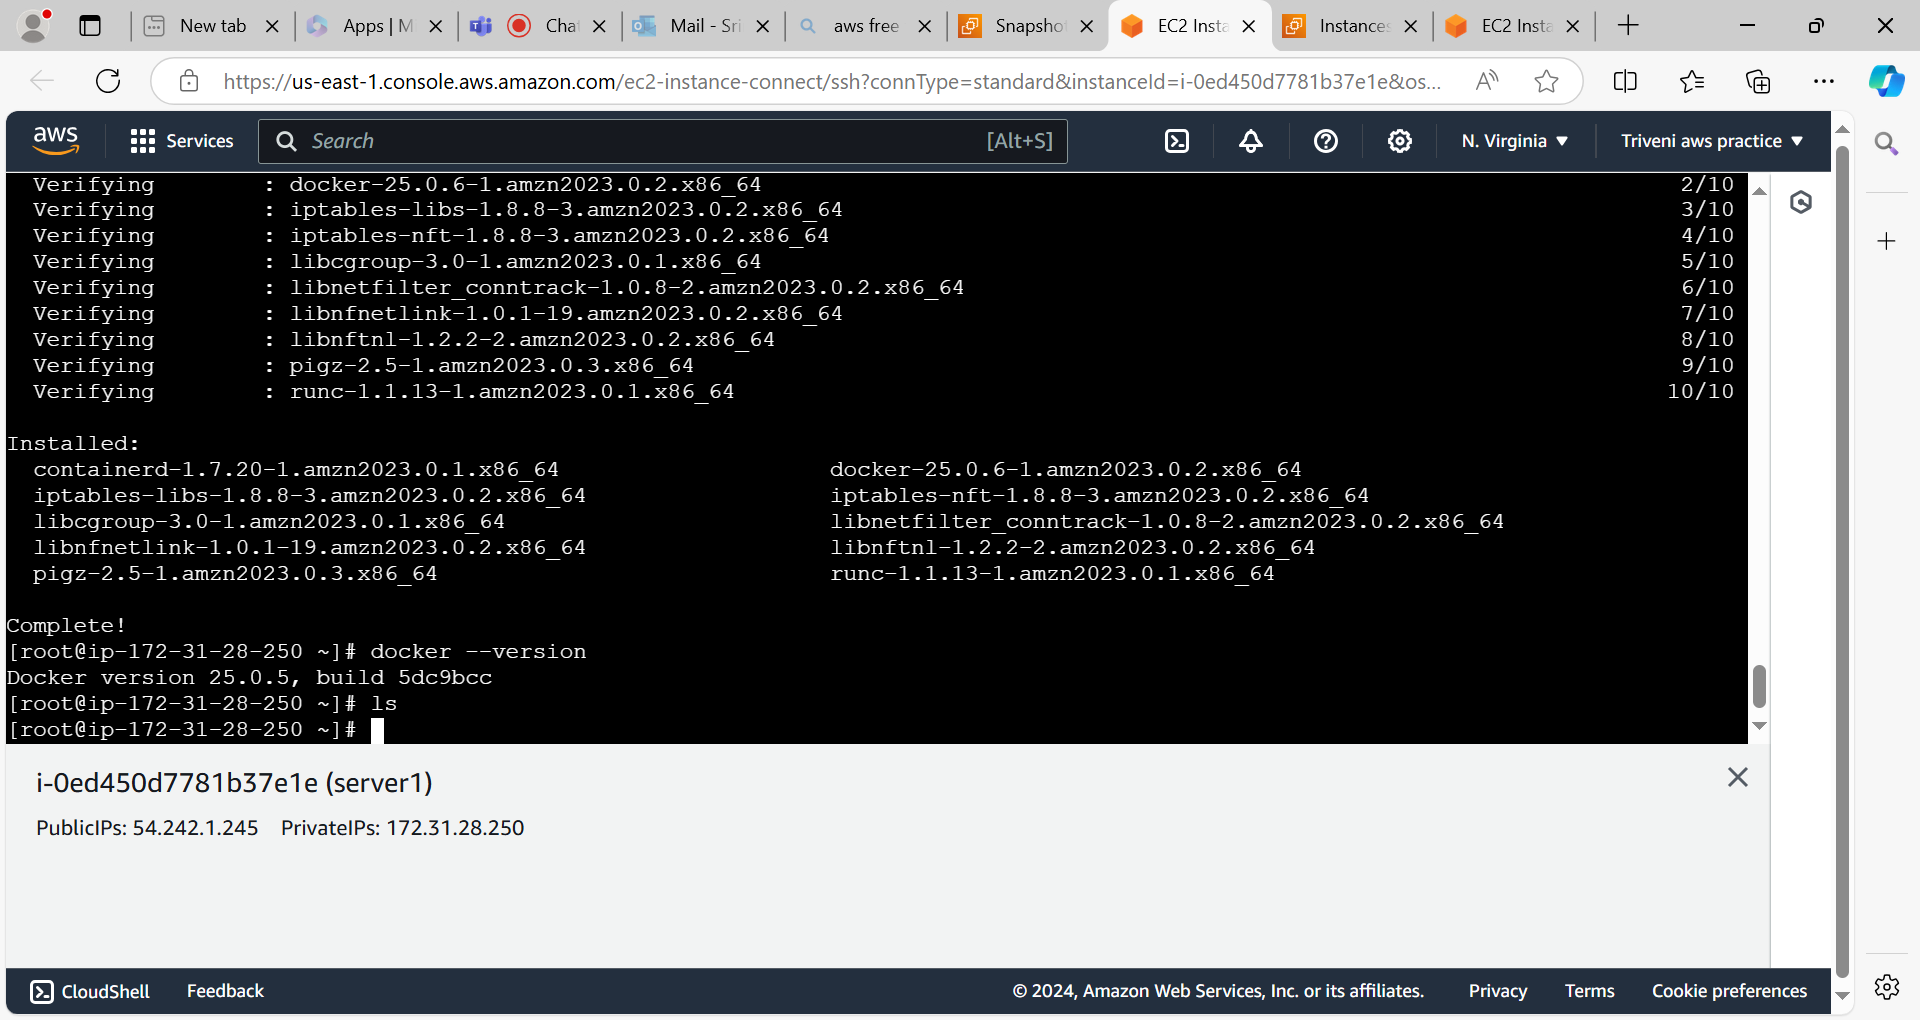 New tab
Apps | M
Cha
Mail - Sri
aws free
Snapsho
EC2 Insta
Instances
EC2 Insta
https://us-east-1.console.aws.amazon.com/ec2-instance-connect/ssh?connType=standard&instanceId=i-0ed450d7781b37e1e&os...
aws
Services
Search
[Alt+S]
N. Virginia
Triveni aws practice
Verifying : docker-25.0.6-1.amzn2023.0.2.x86_64 2/10
Verifying : iptables-libs-1.8.8-3.amzn2023.0.2.x86_64 3/10
Verifying : iptables-nft-1.8.8-3.amzn2023.0.2.x86_64 4/10
Verifying : libcgroup-3.0-1.amzn2023.0.1.x86_64 5/10
Verifying : libnetfilter_conntrack-1.0.8-2.amzn2023.0.2.x86_64 6/10
Verifying : libnfnetlink-1.0.1-19.amzn2023.0.2.x86_64 7/10
Verifying : libnftnl-1.2.2-2.amzn2023.0.2.x86_64 8/10
Verifying : pigz-2.5-1.amzn2023.0.3.x86_64 9/10
Verifying : runc-1.1.13-1.amzn2023.0.1.x86_64 10/10
Installed:
containerd-1.7.20-1.amzn2023.0.1.x86_64 docker-25.0.6-1.amzn2023.0.2.x86_64
iptables-libs-1.8.8-3.amzn2023.0.2.x86_64 iptables-nft-1.8.8-3.amzn2023.0.2.x86_64
libcgroup-3.0-1.amzn2023.0.1.x86_64 libnetfilter_conntrack-1.0.8-2.amzn2023.0.2.x86_64
libnfnetlink-1.0.1-19.amzn2023.0.2.x86_64 libnftnl-1.2.2-2.amzn2023.0.2.x86_64
pigz-2.5-1.amzn2023.0.3.x86_64 runc-1.1.13-1.amzn2023.0.1.x86_64
Complete!
[root@ip-172-31-28-250 ~]# docker --version
Docker version 25.0.5, build 5dc9bcc
[root@ip-172-31-28-250 ~]# ls
[root@ip-172-31-28-250 ~]#
i-0ed450d7781b37e1e (server1)
PublicIPs: 54.242.1.245 PrivateIPs: 172.31.28.250
CloudShell
Feedback
© 2024, Amazon Web Services, Inc. or its affiliates.
Privacy
Terms
Cookie preferences